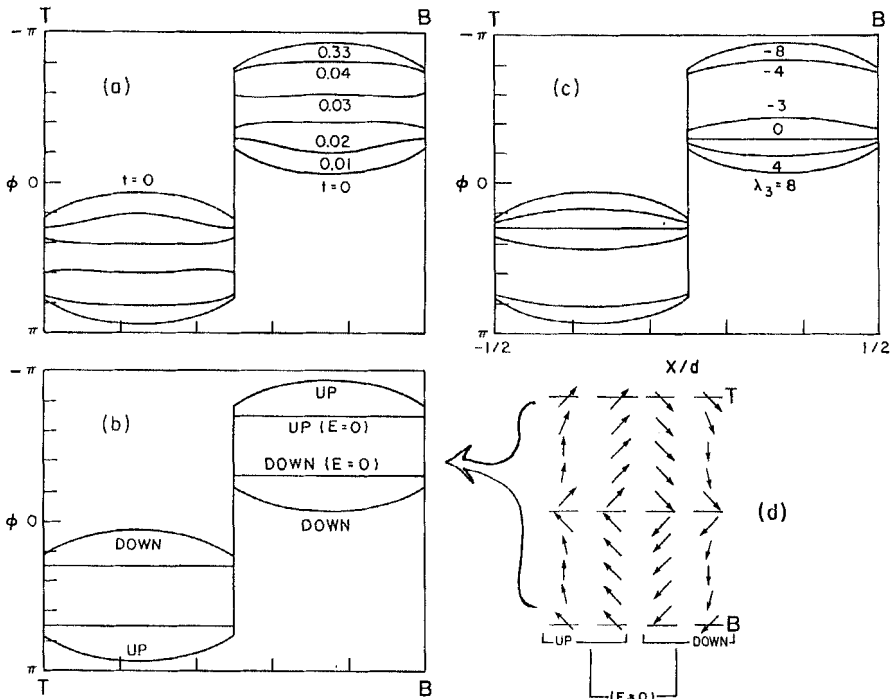 T B
-π
(a)
0.33
0.04
0.03
0.02
0.01
t=0
t=0
φ 0
π
-π
(c)
-8
-4
-3
0
4
λ3=8
φ 0
π
-1/2 1/2
X/d
-π
(b)
UP
UP (E=0)
DOWN (E=0)
DOWN
φ 0
DOWN
UP
π
T B
T
(d)
B
UP DOWN
(E=0)